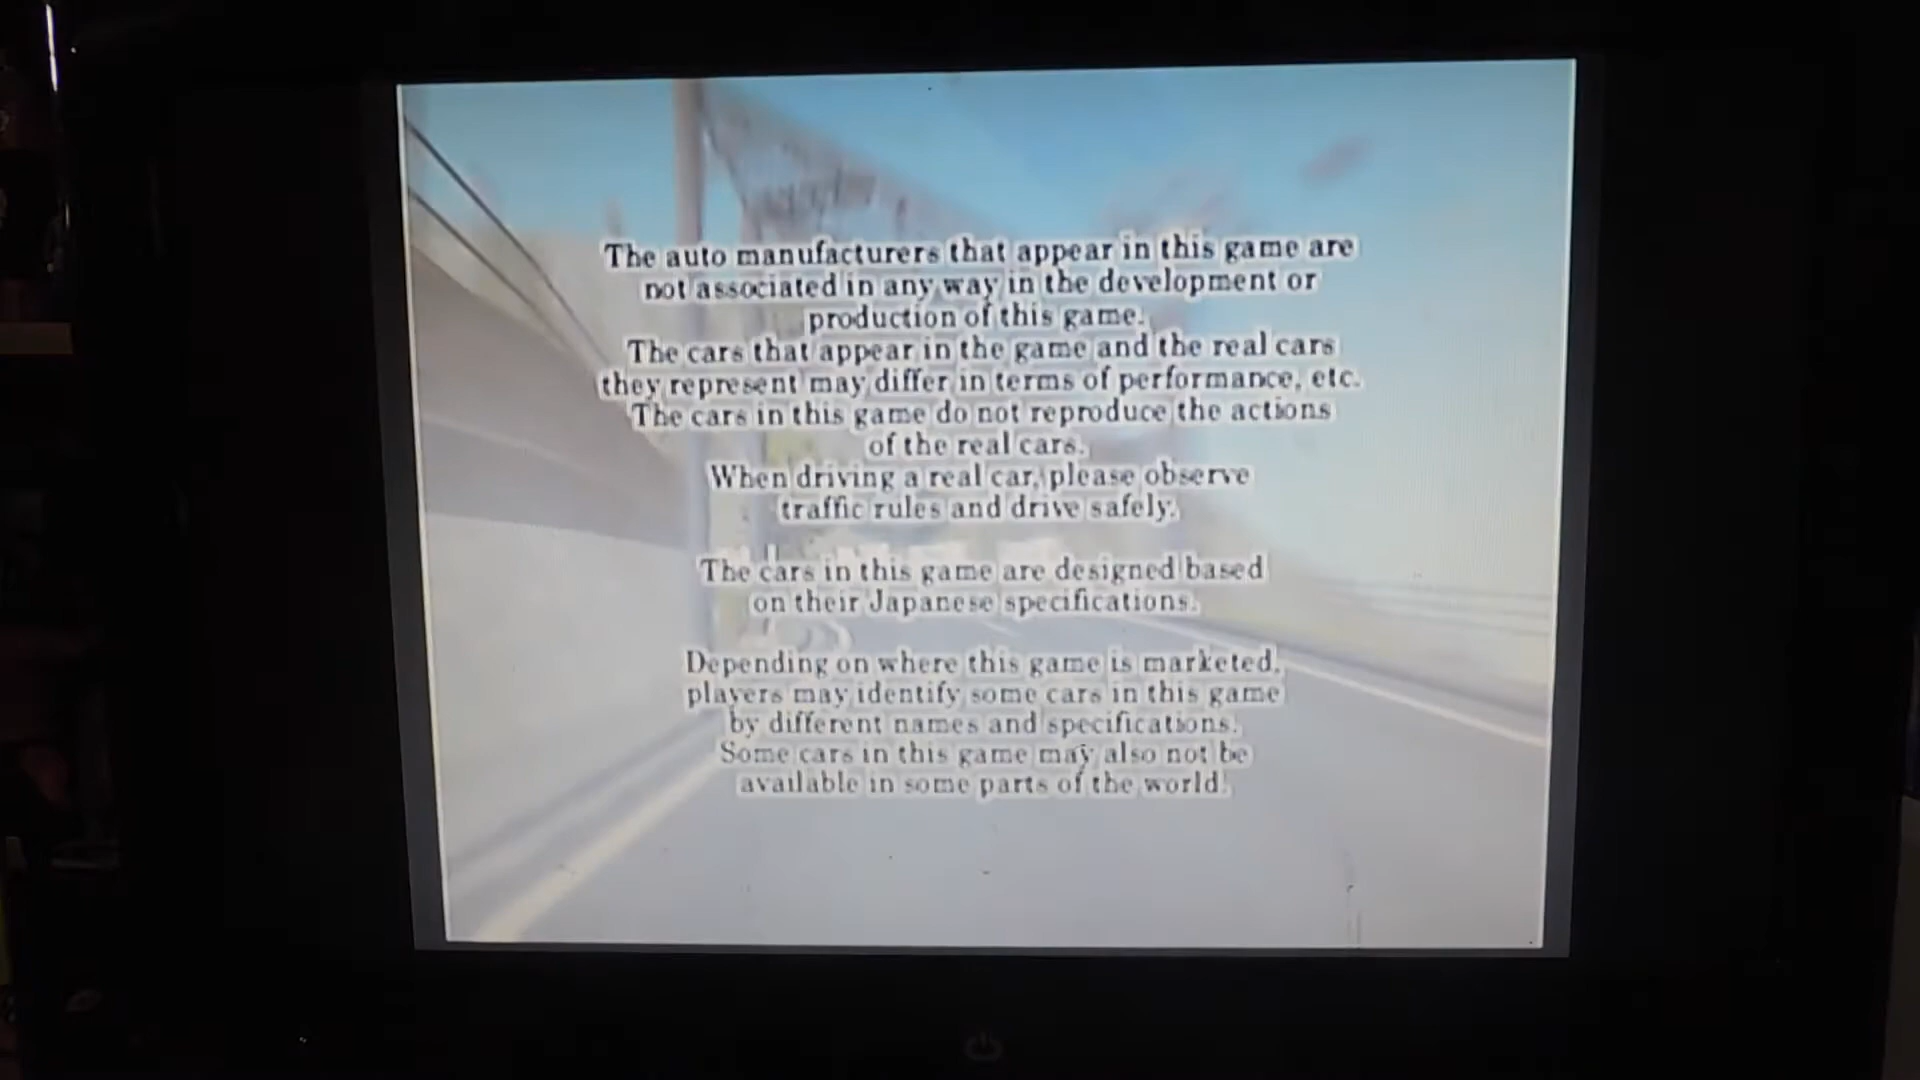 The auto manufacturers that appear in this game are
not associated in any way in the development or
production of this game.
The cars that appear in the game and the real cars
they represent may differ in terms of performance, etc.
The cars in this game do not reproduce the actions
of the real cars.
When driving a real car, please observe
traffic rules and drive safely.
The cars in this game are designed based
on their Japanese specifications.
Depending on where this game is marketed,
players may identify some cars in this game
by different names and specifications.
Some cars in this game may also not be
available in some parts of the world.